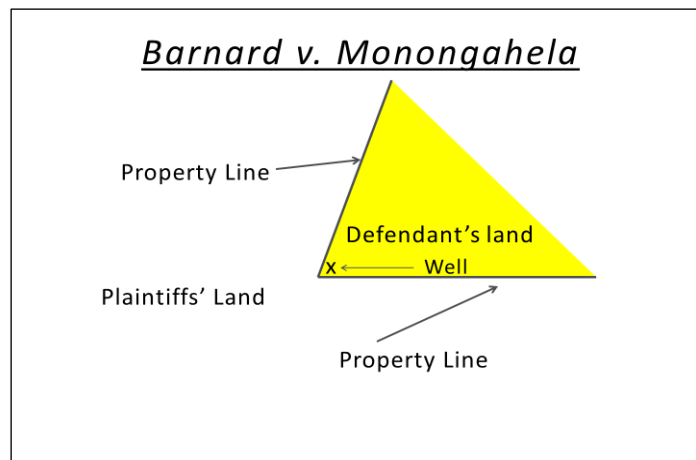 Barnard v. Monongahela
Property Line
Defendant’s land
x
Well
Plaintiffs’ Land
Property Line